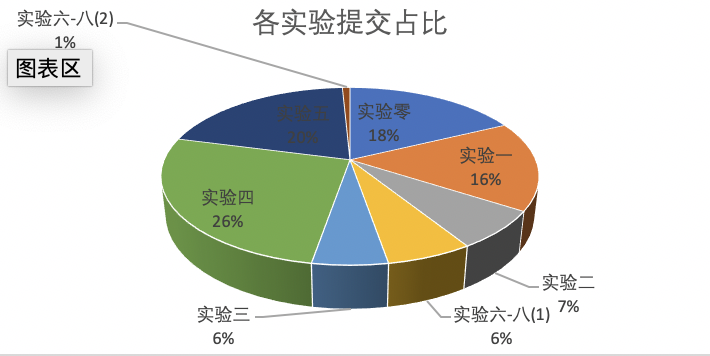 各实验提交占比
实验六-八(2)
1%
图表区
实验零
18%
实验一
16%
实验二
7%
实验六-八(1)
6%
实验三
6%
实验四
26%